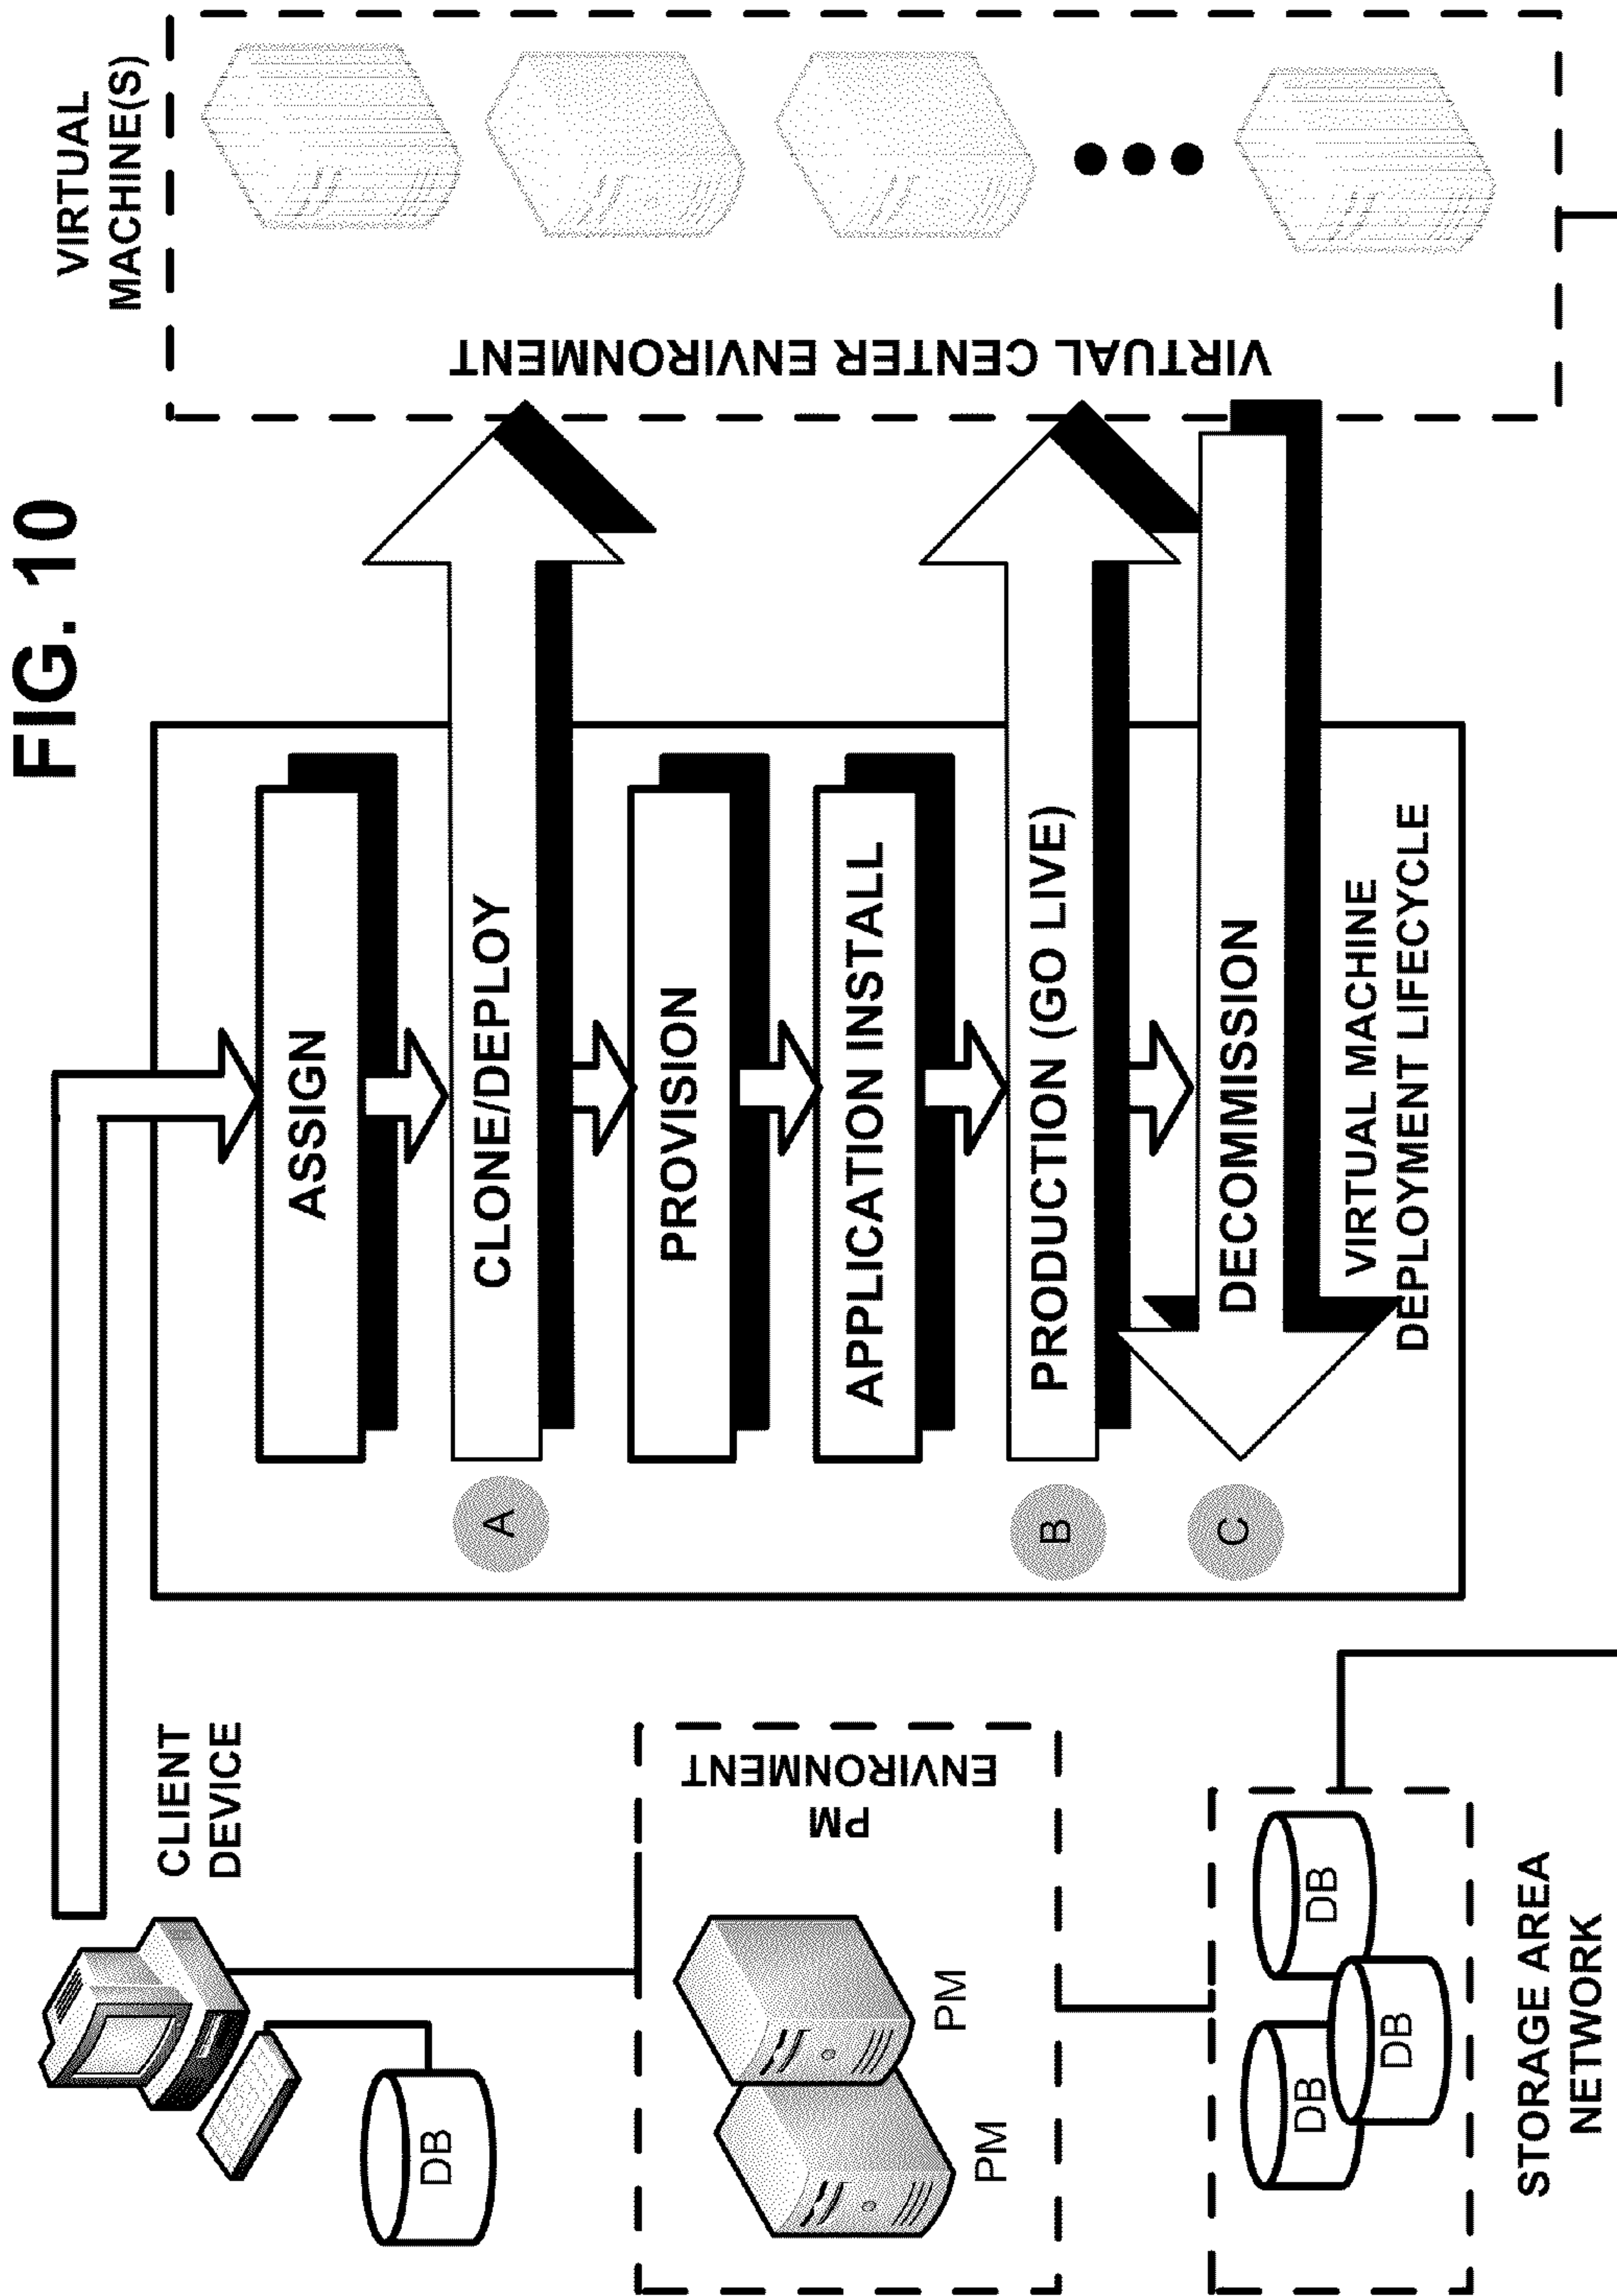 FIG. 10
CLIENT
DEVICE
DB
PM
ENVIRONMENT
PM
PM
DB
DB
DB
STORAGE AREA
NETWORK
ASSIGN
A
CLONE/DEPLOY
PROVISION
APPLICATION INSTALL
B
PRODUCTION (GO LIVE)
C
DECOMMISSION
VIRTUAL MACHINE
DEPLOYMENT LIFECYCLE
VIRTUAL
MACHINE(S)
VIRTUAL CENTER ENVIRONMENT